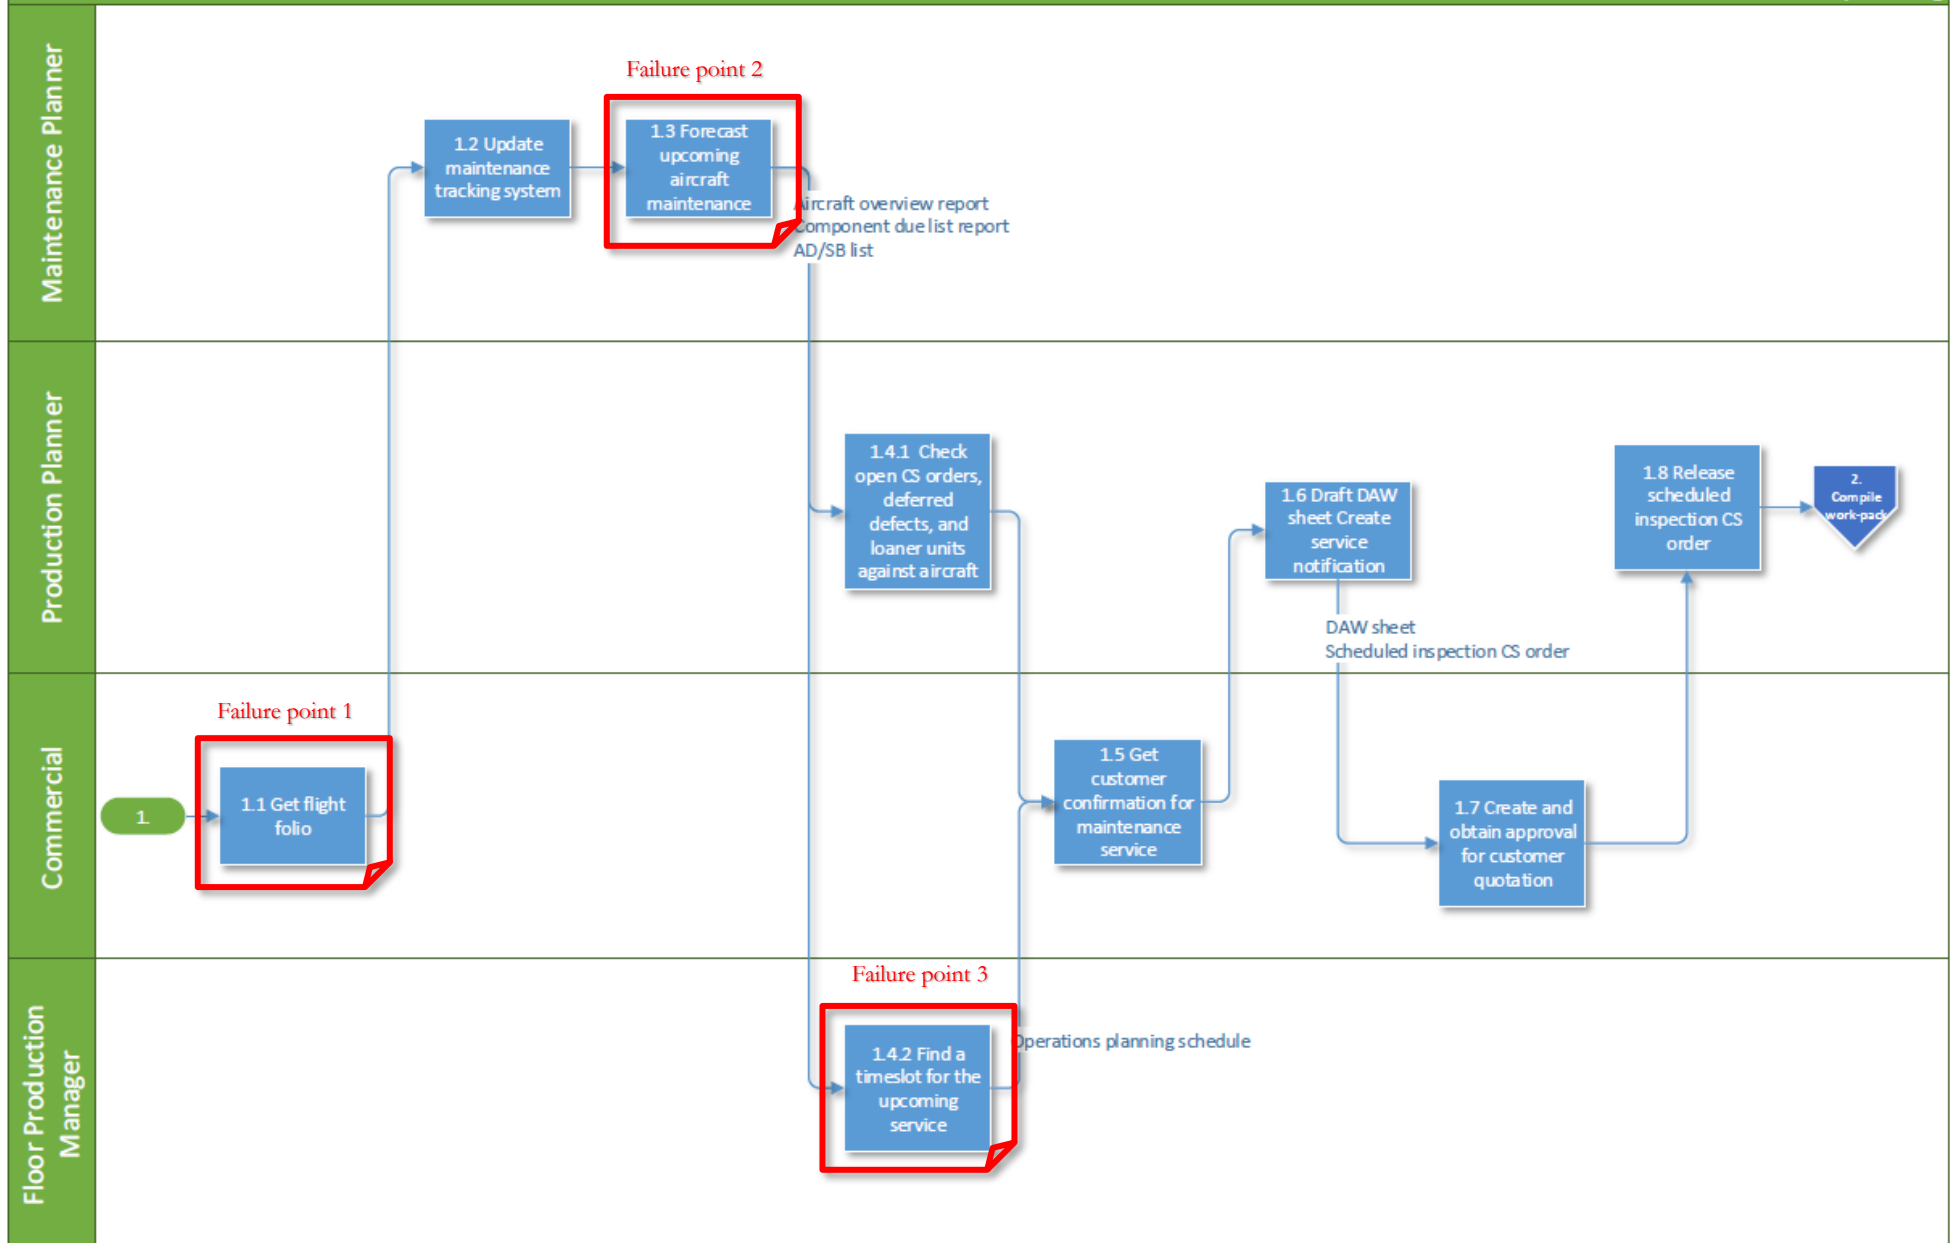 Maintenance Planner
Failure point 2
1.2 Update
maintenance
tracking system
1.3 Forecast
upcoming
aircraft
maintenance
Aircraft overview report
Component due list report
AD/SB list
Production Planner
1.4.1 Check
open CS orders,
deferred
defects, and
loaner units
against aircraft
1.6 Draft DAW
sheet Create
service
notification
DAW sheet
Scheduled inspection CS order
1.8 Release
scheduled
inspection CS
order
2.
Compile
work-pack
Commercial
Failure point 1
1.
1.1 Get flight
folio
1.5 Get
customer
confirmation for
maintenance
service
1.7 Create and
obtain approval
for customer
quotation
Floor Production
Manager
Failure point 3
1.4.2 Find a
timeslot for the
upcoming
service
Operations planning schedule